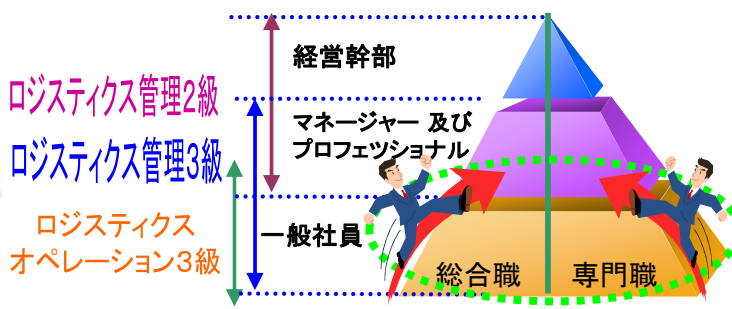 経営幹部
ロジスティクス管理２級
マネージャー 及び
プロフェツショナル
ロジスティクス管理３級
ロジスティクス
オペレーション３級
一般社員
総合職
専門職